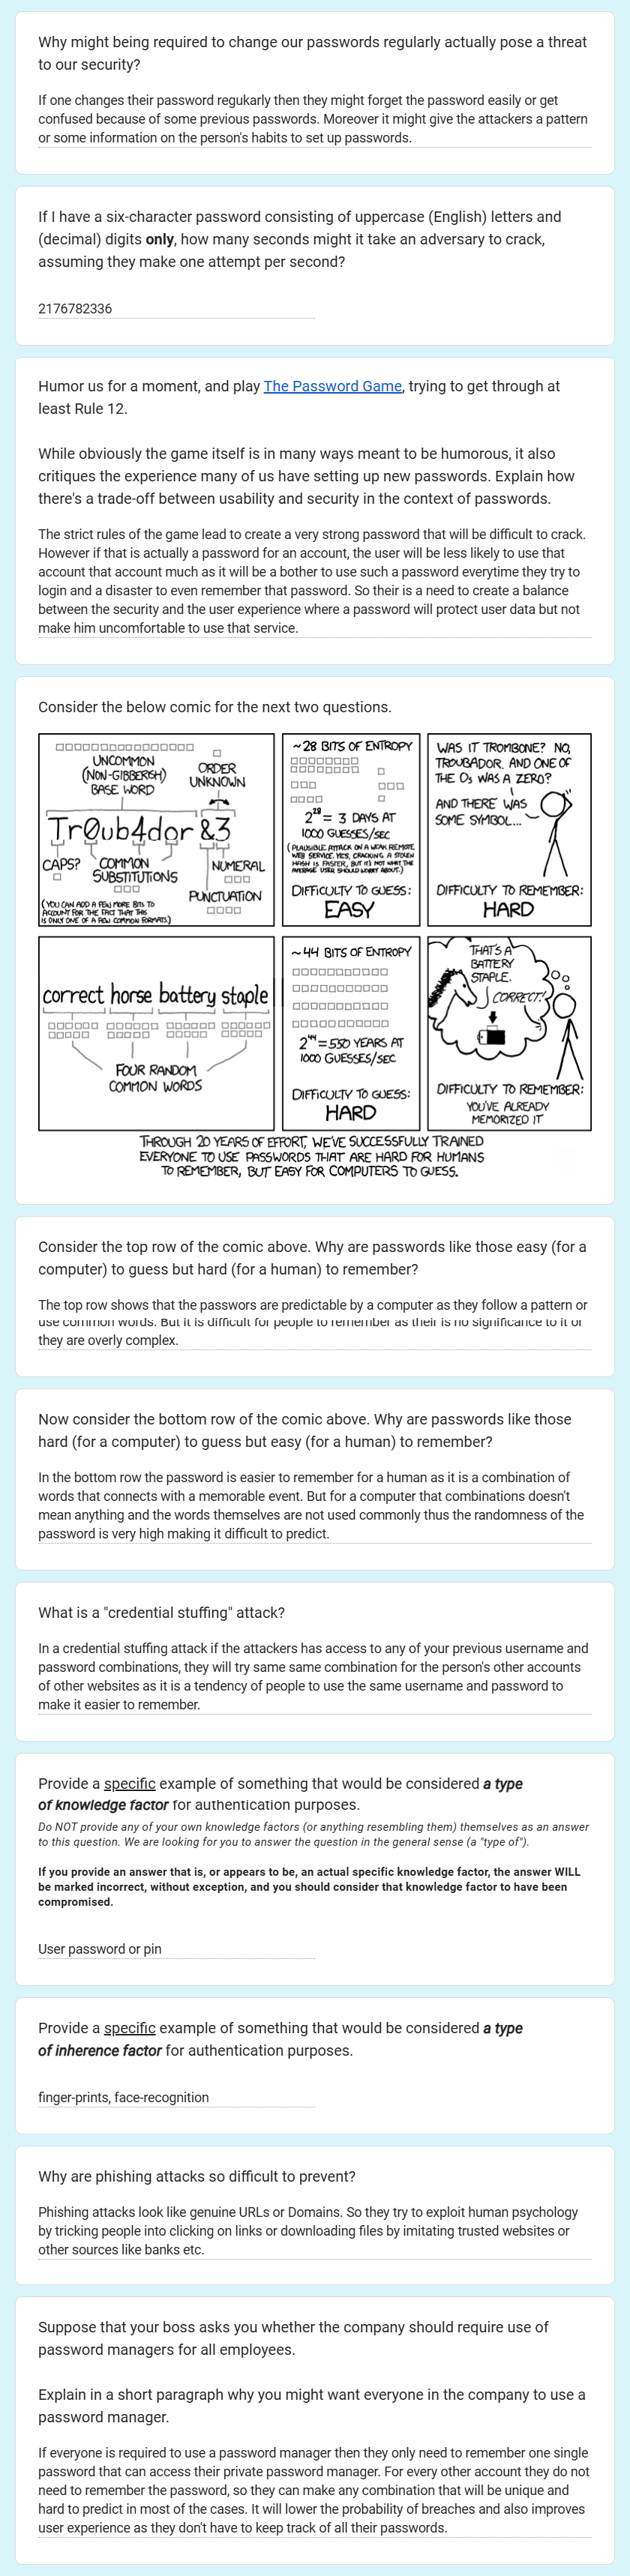 Why might being required to change our passwords regularly actually pose a threat
to our security?
If one changes their password regukarly then they might forget the password easily or get
confused because of some previous passwords. Moreover it might give the attackers a pattern
or some information on the person's habits to set up passwords.
If I have a six-character password consisting of uppercase (English) letters and
(decimal) digits only, how many seconds might it take an adversary to crack,
assuming they make one attempt per second?
2176782336
Humor us for a moment, and play The Password Game, trying to get through at
least Rule 12.
While obviously the game itself is in many ways meant to be humorous, it also
critiques the experience many of us have setting up new passwords. Explain how
there's a trade-off between usability and security in the context of passwords.
The strict rules of the game lead to create a very strong password that will be difficult to crack.
However if that is actually a password for an account, the user will be less likely to use that
account that account much as it will be a bother to use such a password everytime they try to
login and a disaster to even remember that password. So their is a need to create a balance
between the security and the user experience where a password will protect user data but not
make him uncomfortable to use that service.
Consider the below comic for the next two questions.
UNCOMMON
(NON-GIBBERISH)
BASE WORD
ORDER
UNKNOWN
Tr0ub4dor &3
CAPS?
COMMON
SUBSTITUTIONS
NUMERAL
PUNCTUATION
(YOU CAN ADD A FEW MORE BITS TO
ACCOUNT FOR THE FACT THAT THIS
IS ONLY ONE OF A FEW COMMON FORMATS.)
~28 BITS OF ENTROPY
2^28 = 3 DAYS AT
1000 GUESSES/SEC
(PLAUSIBLE ATTACK ON A WEAK REMOTE
WEB SERVICE. YES, CRACKING A STOLEN
HASH IS FASTER, BUT IT'S NOT WHAT THE
AVERAGE USER SHOULD WORRY ABOUT.)
DIFFICULTY TO GUESS:
EASY
WAS IT TROMBONE? NO,
TROUBADOR. AND ONE OF
THE Os WAS A ZERO?
AND THERE WAS
SOME SYMBOL...
DIFFICULTY TO REMEMBER:
HARD
correct horse battery staple
FOUR RANDOM
COMMON WORDS
~44 BITS OF ENTROPY
2^44 = 550 YEARS AT
1000 GUESSES/SEC
DIFFICULTY TO GUESS:
HARD
THAT'S A
BATTERY
STAPLE.
CORRECT!
DIFFICULTY TO REMEMBER:
YOU'VE ALREADY
MEMORIZED IT
THROUGH 20 YEARS OF EFFORT, WE'VE SUCCESSFULLY TRAINED
EVERYONE TO USE PASSWORDS THAT ARE HARD FOR HUMANS
TO REMEMBER, BUT EASY FOR COMPUTERS TO GUESS.
Consider the top row of the comic above. Why are passwords like those easy (for a
computer) to guess but hard (for a human) to remember?
The top row shows that the passwors are predictable by a computer as they follow a pattern or
use common words. But it is difficult for people to remember as their is no significance to it or
they are overly complex.
Now consider the bottom row of the comic above. Why are passwords like those
hard (for a computer) to guess but easy (for a human) to remember?
In the bottom row the password is easier to remember for a human as it is a combination of
words that connects with a memorable event. But for a computer that combinations doesn't
mean anything and the words themselves are not used commonly thus the randomness of the
password is very high making it difficult to predict.
What is a "credential stuffing" attack?
In a credential stuffing attack if the attackers has access to any of your previous username and
password combinations, they will try same same combination for the person's other accounts
of other websites as it is a tendency of people to use the same username and password to
make it easier to remember.
Provide a specific example of something that would be considered a type
of knowledge factor for authentication purposes.
Do NOT provide any of your own knowledge factors (or anything resembling them) themselves as an answer
to this question. We are looking for you to answer the question in the general sense (a "type of").
If you provide an answer that is, or appears to be, an actual specific knowledge factor, the answer WILL
be marked incorrect, without exception, and you should consider that knowledge factor to have been
compromised.
User password or pin
Provide a specific example of something that would be considered a type
of inherence factor for authentication purposes.
finger-prints, face-recognition
Why are phishing attacks so difficult to prevent?
Phishing attacks look like genuine URLs or Domains. So they try to exploit human psychology
by tricking people into clicking on links or downloading files by imitating trusted websites or
other sources like banks etc.
Suppose that your boss asks you whether the company should require use of
password managers for all employees.
Explain in a short paragraph why you might want everyone in the company to use a
password manager.
If everyone is required to use a password manager then they only need to remember one single
password that can access their private password manager. For every other account they do not
need to remember the password, so they can make any combination that will be unique and
hard to predict in most of the cases. It will lower the probability of breaches and also improves
user experience as they don't have to keep track of all their passwords.